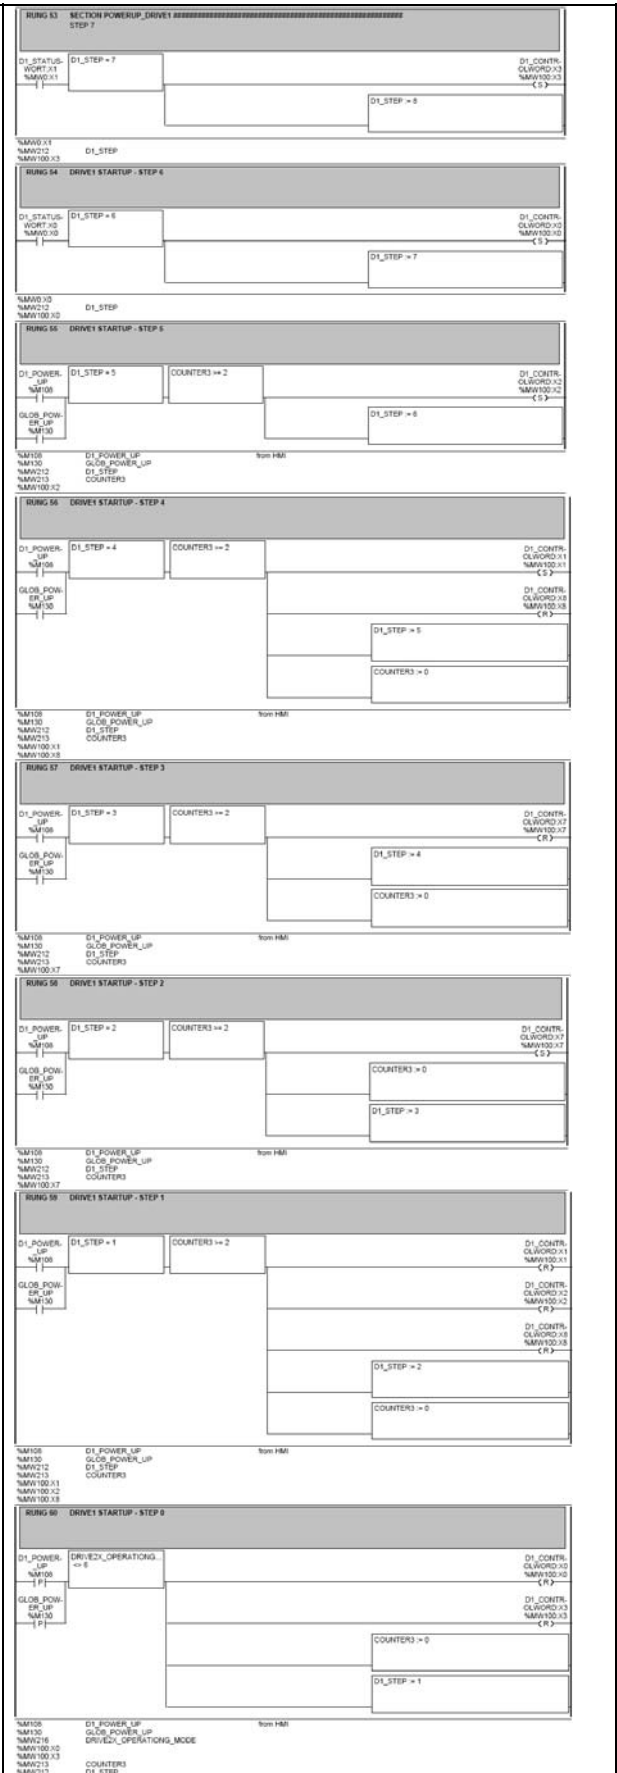 RUNG 53 SECTION POWERUP_DRIVE1 ################################################################
STEP 7
D1_STATUS-
WORT:X1
%MW0:X1
D1_STEP = 7
D1_CONTR-
OLWORD:X3
%MW100:X3
S
D1_STEP := 8
%MW0:X1
%MW212 D1_STEP
%MW100:X3
RUNG 54 DRIVE1 STARTUP - STEP 6
D1_STATUS-
WORT:X0
%MW0:X0
D1_STEP = 6
D1_CONTR-
OLWORD:X0
%MW100:X0
S
D1_STEP := 7
%MW0:X0
%MW212 D1_STEP
%MW100:X0
RUNG 55 DRIVE1 STARTUP - STEP 5
D1_POWER-
_UP
%M108
D1_STEP = 5
COUNTER3 >= 2
D1_CONTR-
OLWORD:X2
%MW100:X2
S
GLOB_POW-
ER_UP
%M130
D1_STEP := 6
%M108 D1_POWER_UP from HMI
%M130 GLOB_POWER_UP
%MW212 D1_STEP
%MW213 COUNTER3
%MW100:X2
RUNG 56 DRIVE1 STARTUP - STEP 4
D1_POWER-
_UP
%M108
D1_STEP = 4
COUNTER3 >= 2
D1_CONTR-
OLWORD:X1
%MW100:X1
S
GLOB_POW-
ER_UP
%M130
D1_CONTR-
OLWORD:X8
%MW100:X8
R
D1_STEP := 5
COUNTER3 := 0
%M108 D1_POWER_UP from HMI
%M130 GLOB_POWER_UP
%MW212 D1_STEP
%MW213 COUNTER3
%MW100:X1
%MW100:X8
RUNG 57 DRIVE1 STARTUP - STEP 3
D1_POWER-
_UP
%M108
D1_STEP = 3
COUNTER3 >= 2
D1_CONTR-
OLWORD:X7
%MW100:X7
R
GLOB_POW-
ER_UP
%M130
D1_STEP := 4
COUNTER3 := 0
%M108 D1_POWER_UP from HMI
%M130 GLOB_POWER_UP
%MW212 D1_STEP
%MW213 COUNTER3
%MW100:X7
RUNG 58 DRIVE1 STARTUP - STEP 2
D1_POWER-
_UP
%M108
D1_STEP = 2
COUNTER3 >= 2
D1_CONTR-
OLWORD:X7
%MW100:X7
S
GLOB_POW-
ER_UP
%M130
COUNTER3 := 0
D1_STEP := 3
%M108 D1_POWER_UP from HMI
%M130 GLOB_POWER_UP
%MW212 D1_STEP
%MW213 COUNTER3
%MW100:X7
RUNG 59 DRIVE1 STARTUP - STEP 1
D1_POWER-
_UP
%M108
D1_STEP = 1
COUNTER3 >= 2
D1_CONTR-
OLWORD:X1
%MW100:X1
R
GLOB_POW-
ER_UP
%M130
D1_CONTR-
OLWORD:X2
%MW100:X2
R
D1_CONTR-
OLWORD:X8
%MW100:X8
R
D1_STEP := 2
COUNTER3 := 0
%M108 D1_POWER_UP from HMI
%M130 GLOB_POWER_UP
%MW212 D1_STEP
%MW213 COUNTER3
%MW100:X1
%MW100:X2
%MW100:X8
RUNG 60 DRIVE1 STARTUP - STEP 0
D1_POWER-
_UP
%M108
P
DRIVE2X_OPERATIONG...
<> 6
D1_CONTR-
OLWORD:X0
%MW100:X0
R
GLOB_POW-
ER_UP
%M130
P
D1_CONTR-
OLWORD:X3
%MW100:X3
R
COUNTER3 := 0
D1_STEP := 1
%M108 D1_POWER_UP from HMI
%M130 GLOB_POWER_UP
%MW216 DRIVE2X_OPERATIONG_MODE
%MW100:X0
%MW100:X3
%MW213 COUNTER3
%MW212 D1_STEP